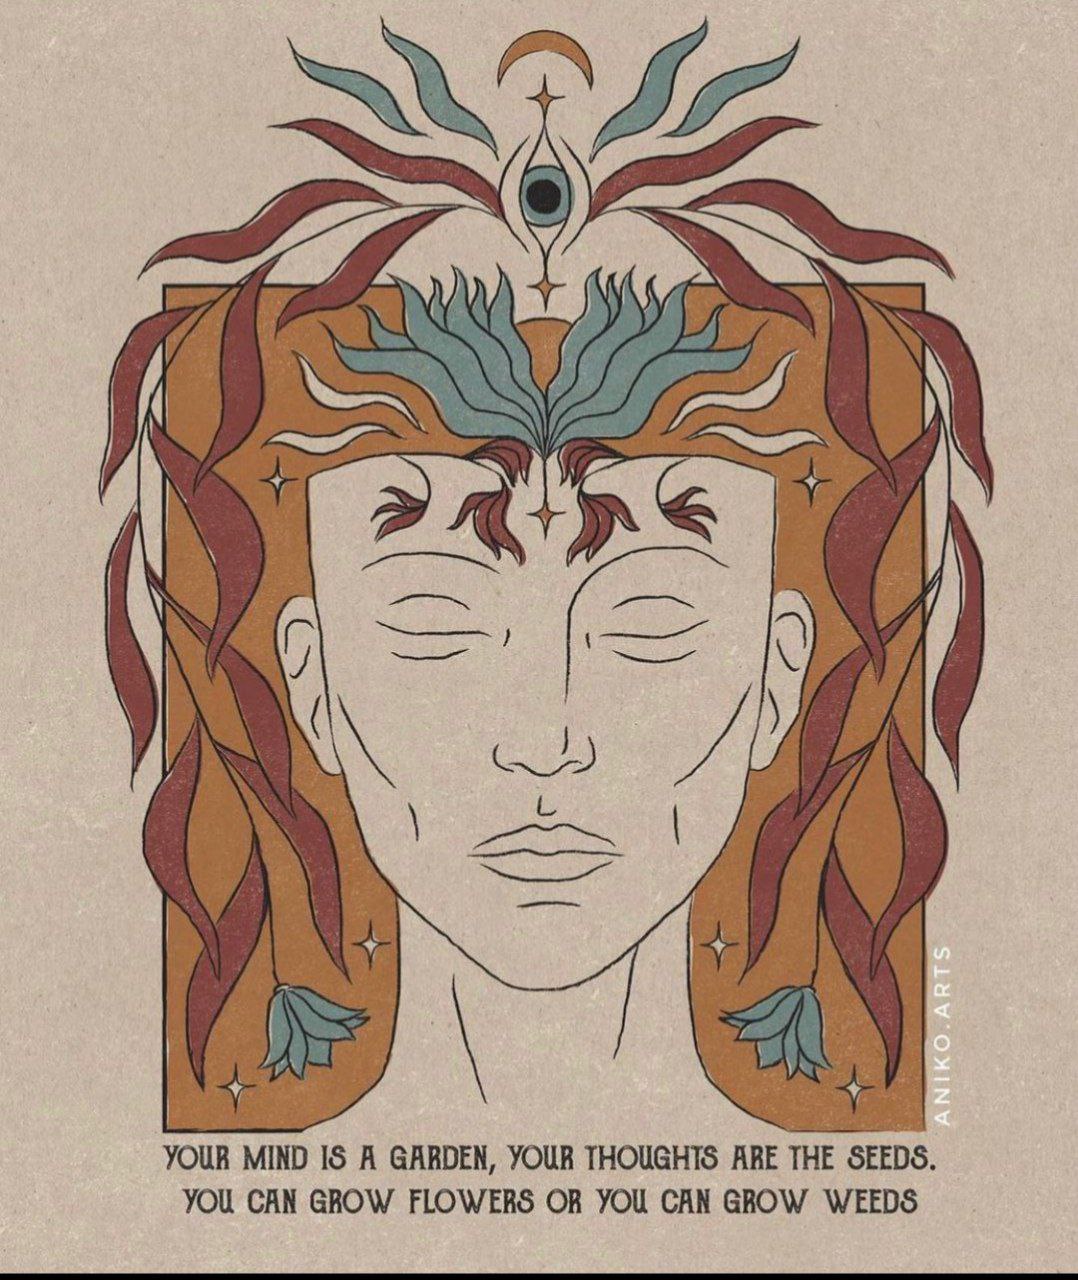 ANIKO.ARTS
YOUR MIND IS A GARDEN, YOUR THOUGHTS ARE THE SEEDS.
YOU CAN GROW FLOWERS OR YOU CAN GROW WEEDS